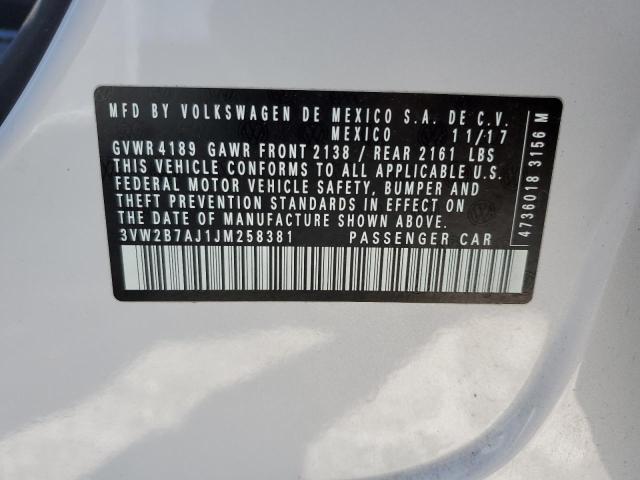 MFD BY VOLKSWAGEN DE MEXICO S.A. DE C.V.
MEXICO 11/17
GVWR 4189 GAWR FRONT 2138 / REAR 2161 LBS
THIS VEHICLE CONFORMS TO ALL APPLICABLE U.S.
FEDERAL MOTOR VEHICLE SAFETY, BUMPER AND
THEFT PREVENTION STANDARDS IN EFFECT ON
THE DATE OF MANUFACTURE SHOWN ABOVE.
3VW2B7AJ1JM258381 PASSENGER CAR
4736018 3156 M